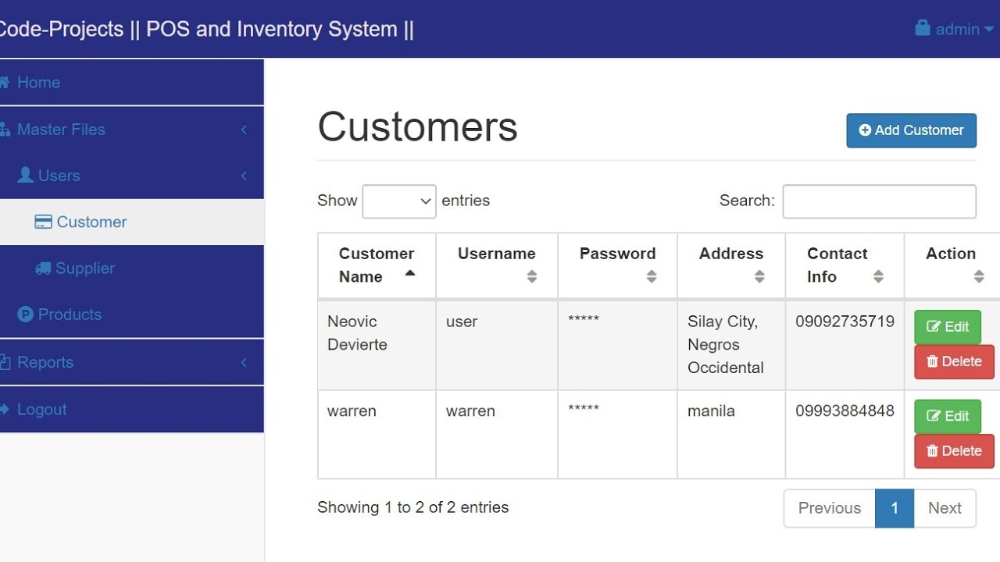 Code-Projects || POS and Inventory System ||
admin
Home
Master Files
Users
Customer
Supplier
Products
Reports
Logout
Customers
Add Customer
Show entries
Search:
Customer Name
Username
Password
Address
Contact Info
Action
Neovic Devierte
user
*****
Silay City, Negros Occidental
09092735719
Edit
Delete
warren
warren
*****
manila
09993884848
Edit
Delete
Showing 1 to 2 of 2 entries
Previous 1 Next